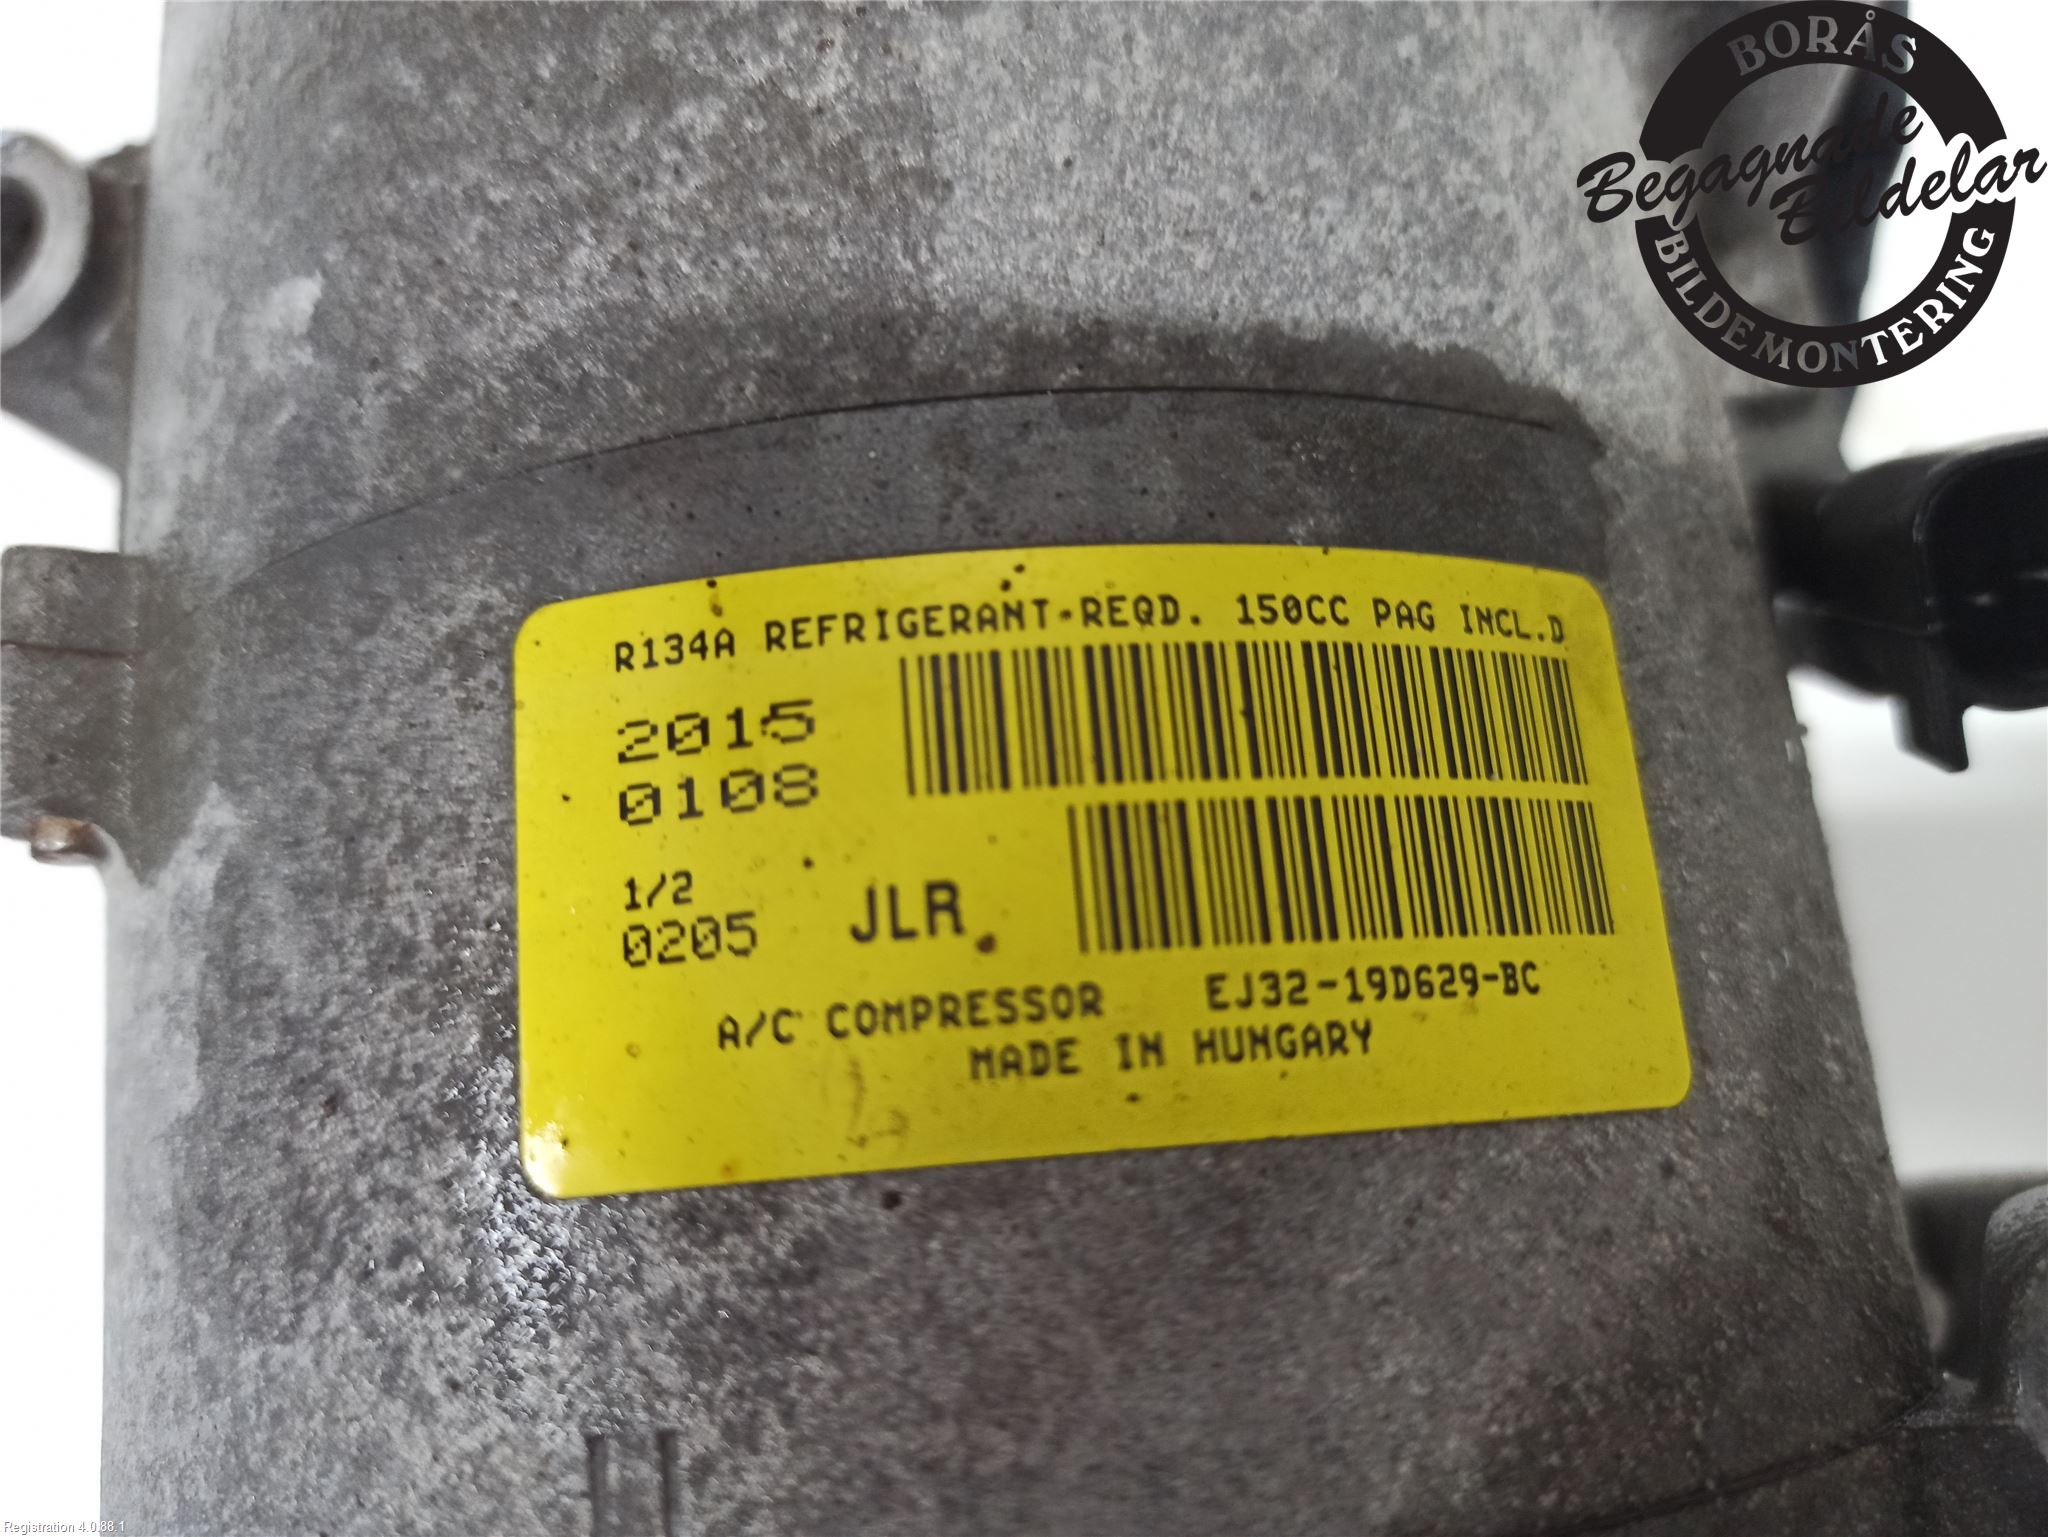 BORÅS
Begagnade
Bildelar
BILDEMONTERING
R134A REFRIGERANT-REQD. 150CC PAG INCL.D
2015
0108
1/2
0205 JLR
A/C COMPRESSOR EJ32-19D629-BC
MADE IN HUNGARY
Registration 4.0.88.1